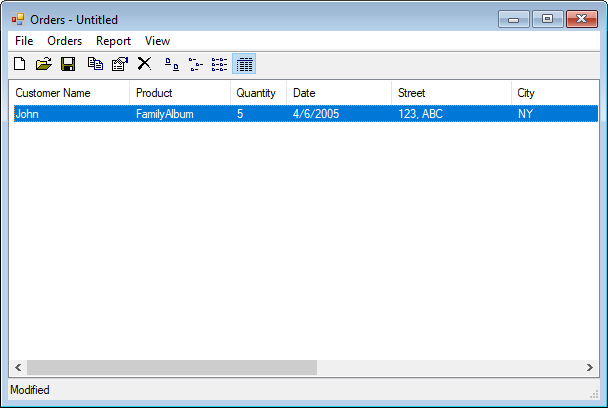 Orders - Untitled
File Orders Report View
Customer Name Product Quantity Date Street City
John FamilyAlbum 5 4/6/2005 123, ABC NY
Modified